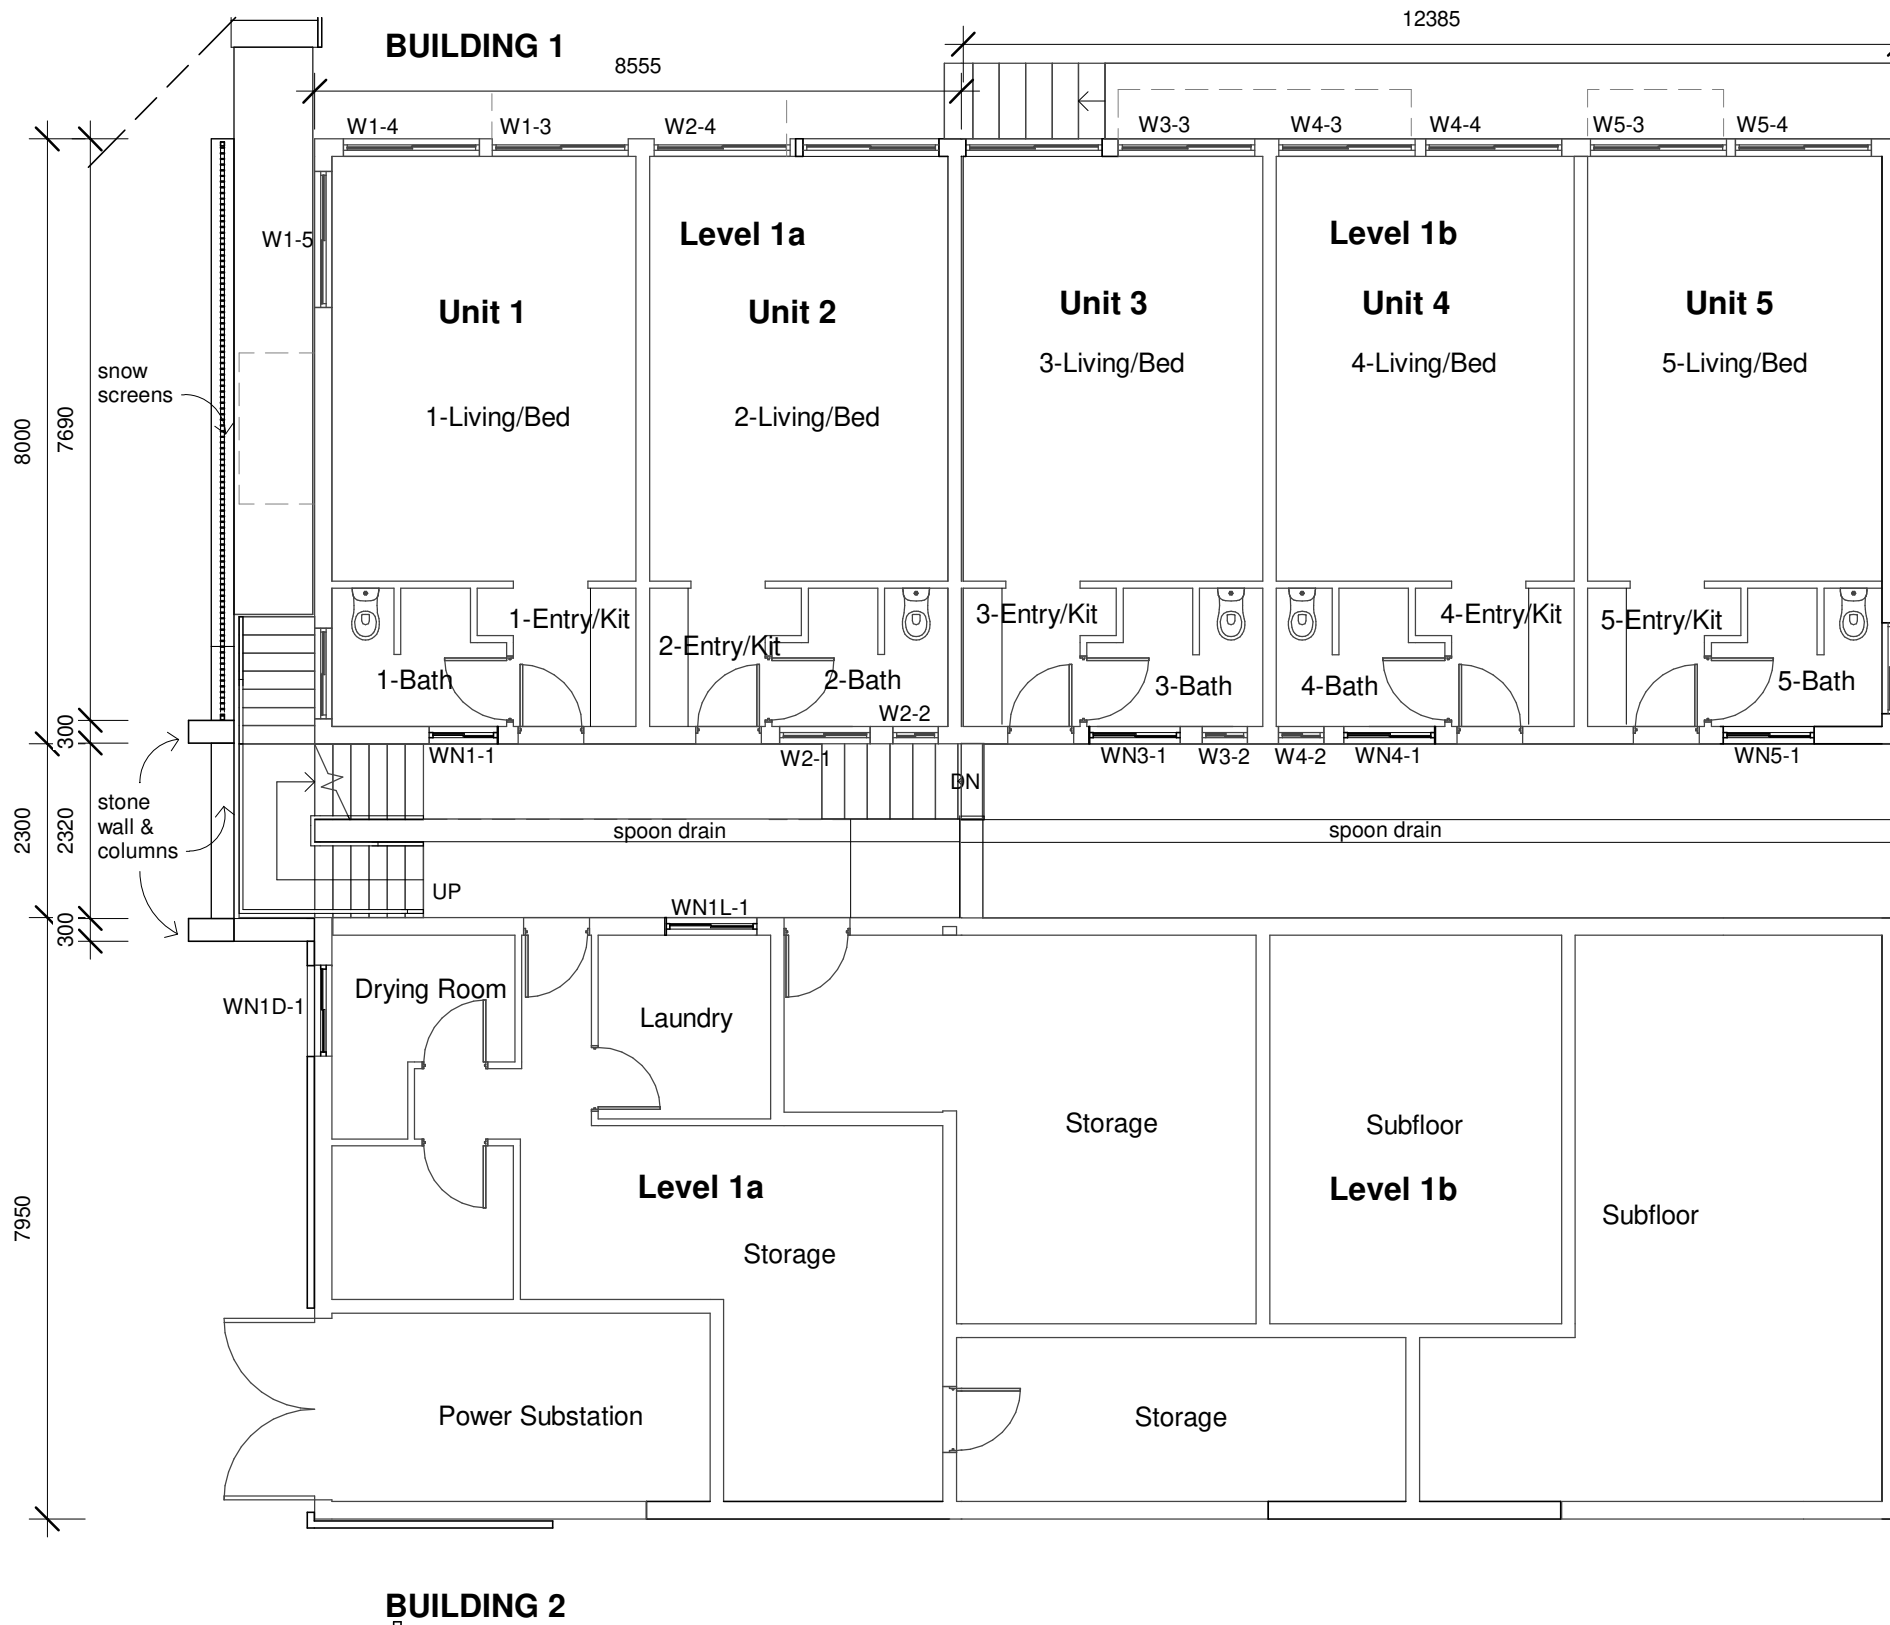 12385
BUILDING 1
8555
W1-4
W1-3
W2-4
W3-3
W4-3
W4-4
W5-3
W5-4
W1-5
Level 1a
Level 1b
Unit 1
Unit 2
Unit 3
Unit 4
Unit 5
3-Living/Bed
4-Living/Bed
5-Living/Bed
snow
screens
1-Living/Bed
2-Living/Bed
8000
7690
1-Entry/Kit
2-Entry/Kit
3-Entry/Kit
4-Entry/Kit
5-Entry/Kit
1-Bath
2-Bath
3-Bath
4-Bath
5-Bath
W2-2
300
WN1-1
W2-1
WN3-1
W3-2
W4-2
WN4-1
WN5-1
DN
stone
wall &
columns
2300
2320
spoon drain
spoon drain
UP
WN1L-1
300
Drying Room
WN1D-1
Laundry
Storage
Subfloor
Level 1a
Level 1b
7950
Subfloor
Storage
Power Substation
Storage
BUILDING 2